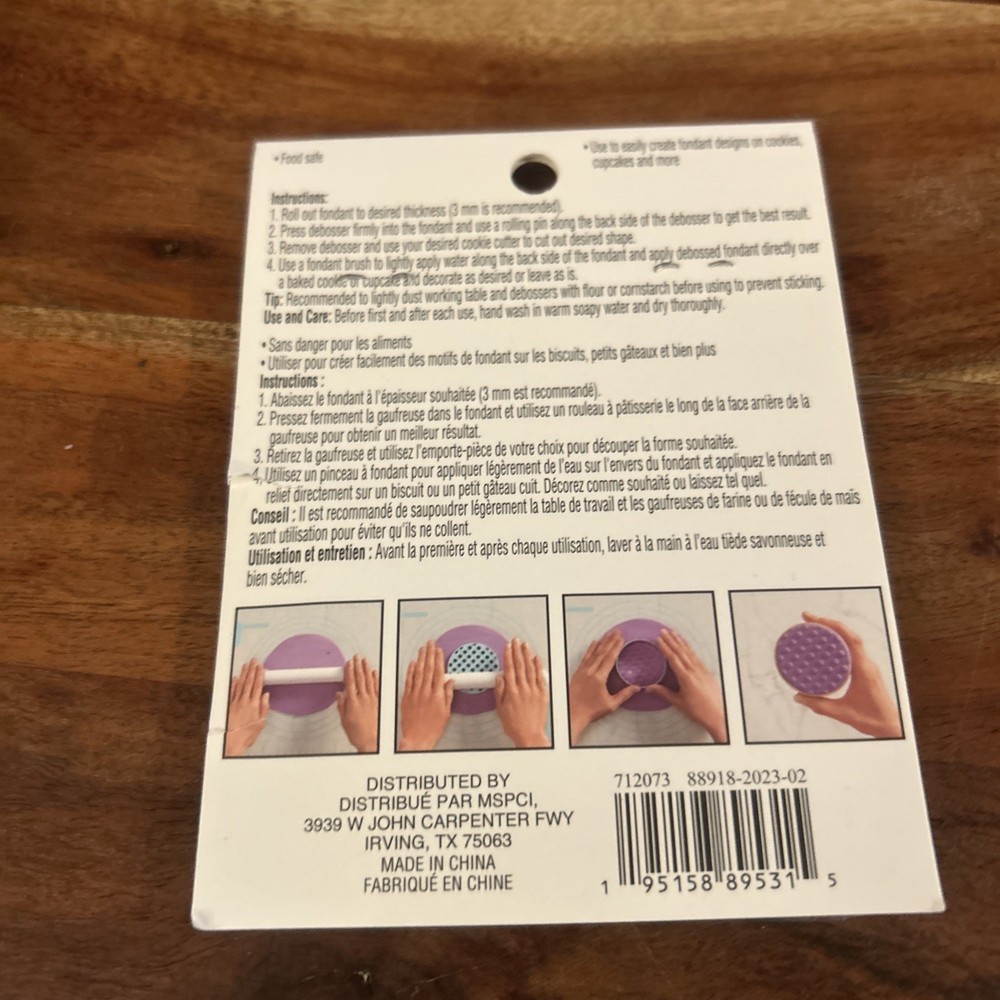 • Food safe
• Use to easily create fondant designs on cookies,
cupcakes and more
Instructions:
1. Roll out fondant to desired thickness (3 mm is recommended).
2. Press debosser firmly into the fondant and use a rolling pin along the back side of the debosser to get the best result.
3. Remove debosser and use your desired cookie cutter to cut out desired shape.
4. Use a fondant brush to lightly apply water along the back side of the fondant and apply debossed fondant directly over
a baked cookie or cupcake and decorate as desired or leave as is.
Tip: Recommended to lightly dust working table and debossers with flour or cornstarch before using to prevent sticking.
Use and Care: Before first and after each use, hand wash in warm soapy water and dry thoroughly.
• Sans danger pour les aliments
• Utiliser pour créer facilement des motifs de fondant sur les biscuits, petits gâteaux et bien plus
Instructions :
1. Abaissez le fondant à l'épaisseur souhaitée (3 mm est recommandé).
2. Pressez fermement la gaufreuse dans le fondant et utilisez un rouleau à pâtisserie le long de la face arrière de la
gaufreuse pour obtenir un meilleur résultat.
3. Retirez la gaufreuse et utilisez l'emporte-pièce de votre choix pour découper la forme souhaitée.
4. Utilisez un pinceau à fondant pour appliquer légèrement de l'eau sur l'envers du fondant et appliquez le fondant en
relief directement sur un biscuit ou un petit gâteau cuit. Décorez comme souhaité ou laissez tel quel.
Conseil : Il est recommandé de saupoudrer légèrement la table de travail et les gaufreuses de farine ou de fécule de maïs
avant utilisation pour éviter qu'ils ne collent.
Utilisation et entretien : Avant la première et après chaque utilisation, laver à la main à l'eau tiède savonneuse et
bien sécher.
DISTRIBUTED BY
DISTRIBUÉ PAR MSPCI,
3939 W JOHN CARPENTER FWY
IRVING, TX 75063
MADE IN CHINA
FABRIQUÉ EN CHINE
712073 88918-2023-02
1 95158 89531 5